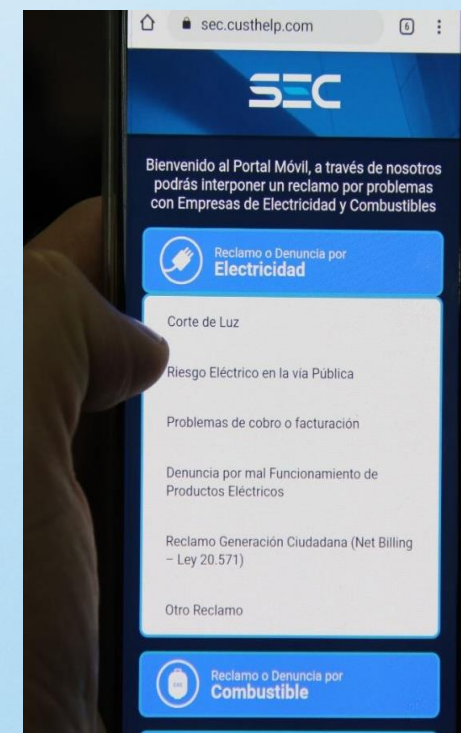 sec.custhelp.com
6
SEC
Bienvenido al Portal Móvil, a través de nosotros
podrás interponer un reclamo por problemas
con Empresas de Electricidad y Combustibles
Reclamo o Denuncia por
Electricidad
Corte de Luz
Riesgo Eléctrico en la vía Pública
Problemas de cobro o facturación
Denuncia por mal Funcionamiento de
Productos Eléctricos
Reclamo Generación Ciudadana (Net Billing
– Ley 20.571)
Otro Reclamo
Reclamo o Denuncia por
Combustible